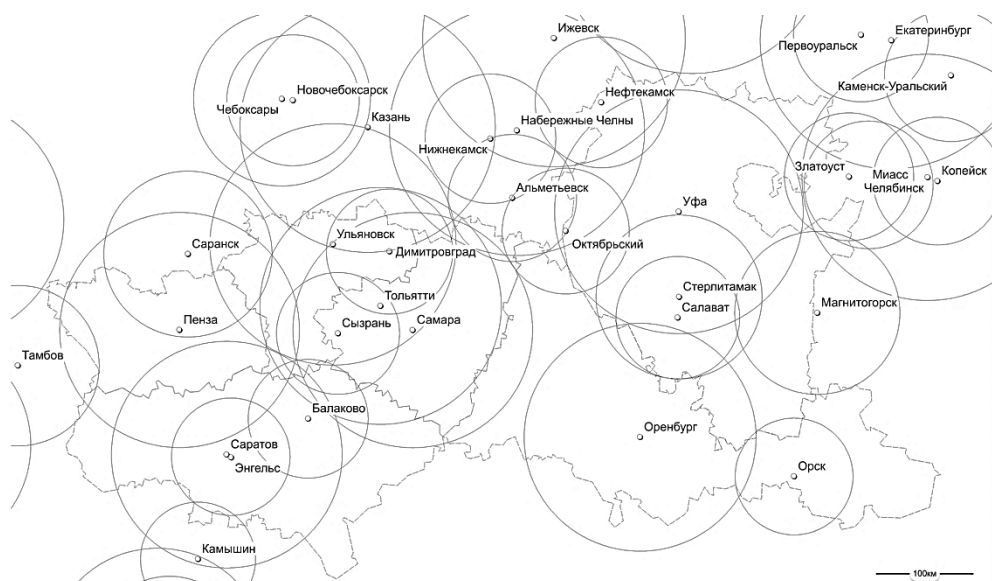 Ижевск
Екатеринбург
Первоуральск
Каменск-Уральский
Нефтекамск
Новочебоксарск
Чебоксары
Казань
Набережные Челны
Нижнекамск
Златоуст
Миасс
Копейск
Челябинск
Альметьевск
Уфа
Ульяновск
Саранск
Димитровград
Октябрьский
Стерлитамак
Тольятти
Магнитогорск
Салават
Пенза
Сызрань
Самара
Тамбов
Балаково
Оренбург
Саратов
Энгельс
Орск
Камышин
100км